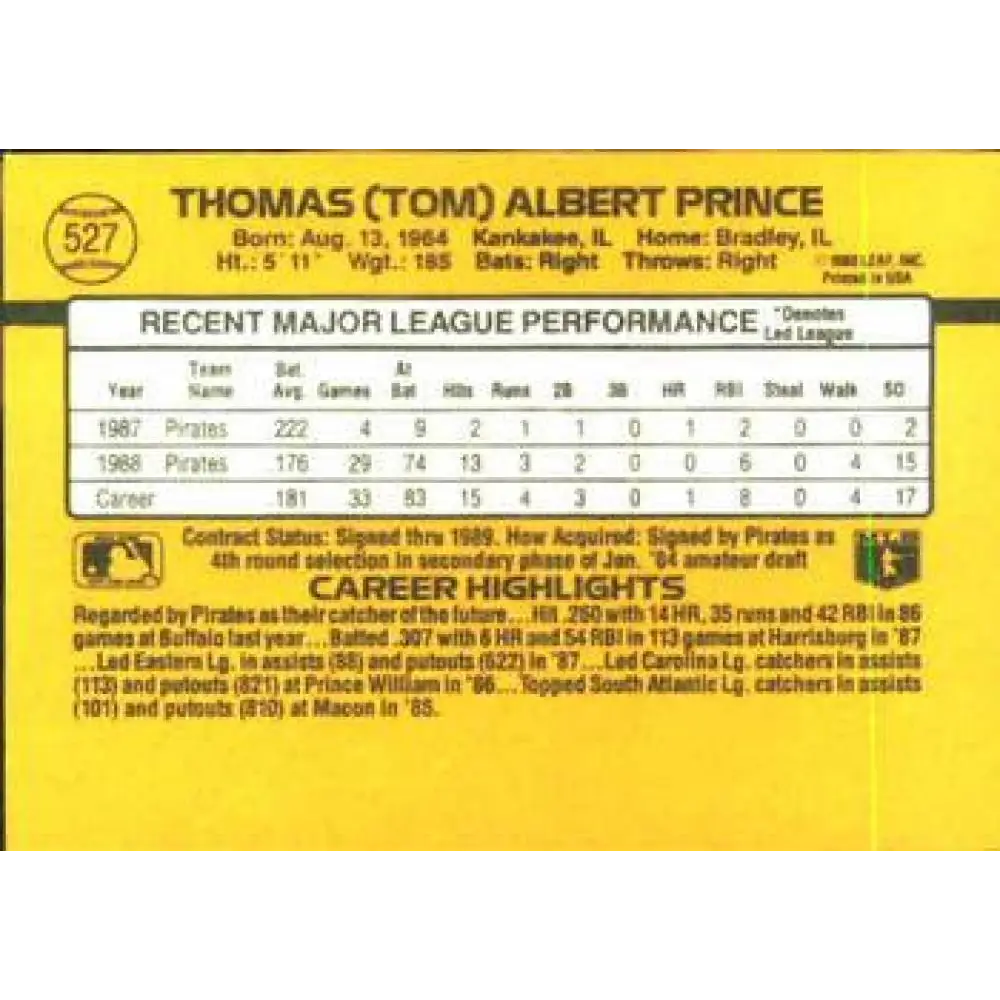 527
THOMAS (TOM) ALBERT PRINCE
Born: Aug. 13, 1964 Kankakee, IL Home: Bradley, IL
Ht.: 5' 11" Wgt.: 185 Bats: Right Throws: Right
LEAF, INC.
Printed in USA
RECENT MAJOR LEAGUE PERFORMANCE *Denotes
Led League
Team Bat. At
Year Name Avg. Games Bat Hits Runs 2B 3B HR RBI Steal Walk SO
1987 Pirates .222 4 9 2 1 1 0 1 2 0 0 2
1988 Pirates .176 29 74 13 3 2 0 0 6 0 4 15
Career .181 33 83 15 4 3 0 1 8 0 4 17
Contract Status: Signed thru 1989. How Acquired: Signed by Pirates as
4th round selection in secondary phase of Jan. '84 amateur draft
CAREER HIGHLIGHTS
Regarded by Pirates as their catcher of the future... Hit .260 with 14 HR, 35 runs and 42 RBI in 86
games at Buffalo last year... Batted .307 with 6 HR and 54 RBI in 113 games at Harrisburg in '87
...Led Eastern Lg. in assists (88) and putouts (622) in '87... Led Carolina Lg. catchers in assists
(113) and putouts (821) at Prince William in '86... Topped South Atlantic Lg. catchers in assists
(101) and putouts (810) at Macon in '85.